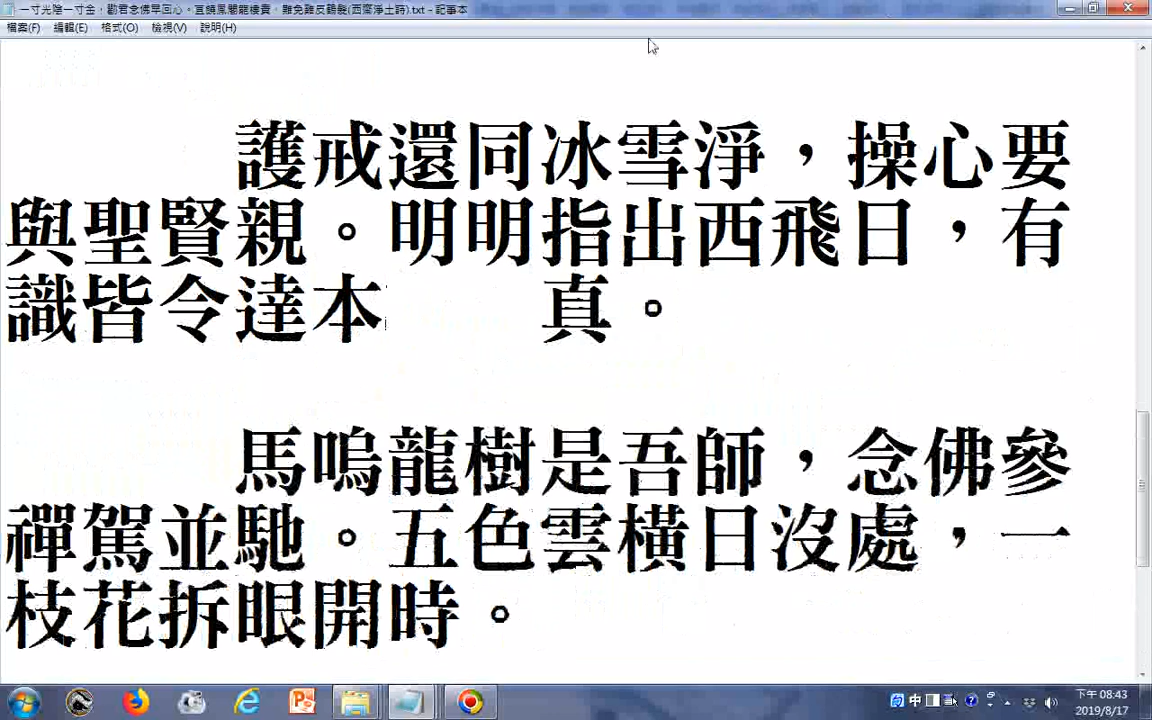 一寸光陰一寸金，勸君念佛早回心。直饒鳳閣龍樓貴，難免雞皮鶴髮(西齋淨土詩).txt - 記事本
檔案(F) 編輯(E) 格式(O) 檢視(V) 說明(H)
護戒還同冰雪淨，操心要
與聖賢親。明明指出西飛日，有
識皆令達本 真。
馬嗚龍樹是吾師，念佛參
禪駕並馳。五色雲橫日沒處，一
枝花拆眼開時。
中
下午 08:43
2019/8/17